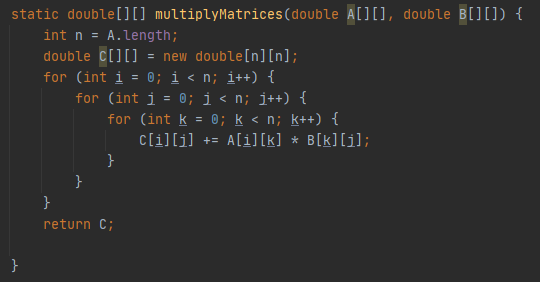 static double[][] multiplyMatrices(double A[][], double B[][]) {
    int n = A.length;
    double C[][] = new double[n][n];
    for (int i = 0; i < n; i++) {
        for (int j = 0; j < n; j++) {
            for (int k = 0; k < n; k++) {
                C[i][j] += A[i][k] * B[k][j];
            }
        }
    }
    return C;
}